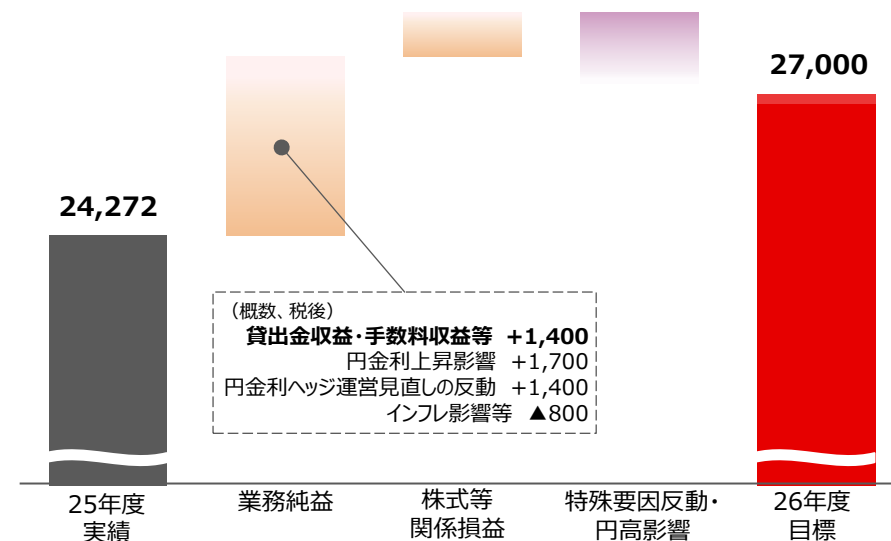 27,000
24,272
（概数、税後）
貸出金収益・手数料収益等 +1,400
円金利上昇影響 +1,700
円金利ヘッジ運営見直しの反動 +1,400
インフレ影響等 ▲800
25年度
実績
業務純益
株式等
関係損益
特殊要因反動・
円高影響
26年度
目標